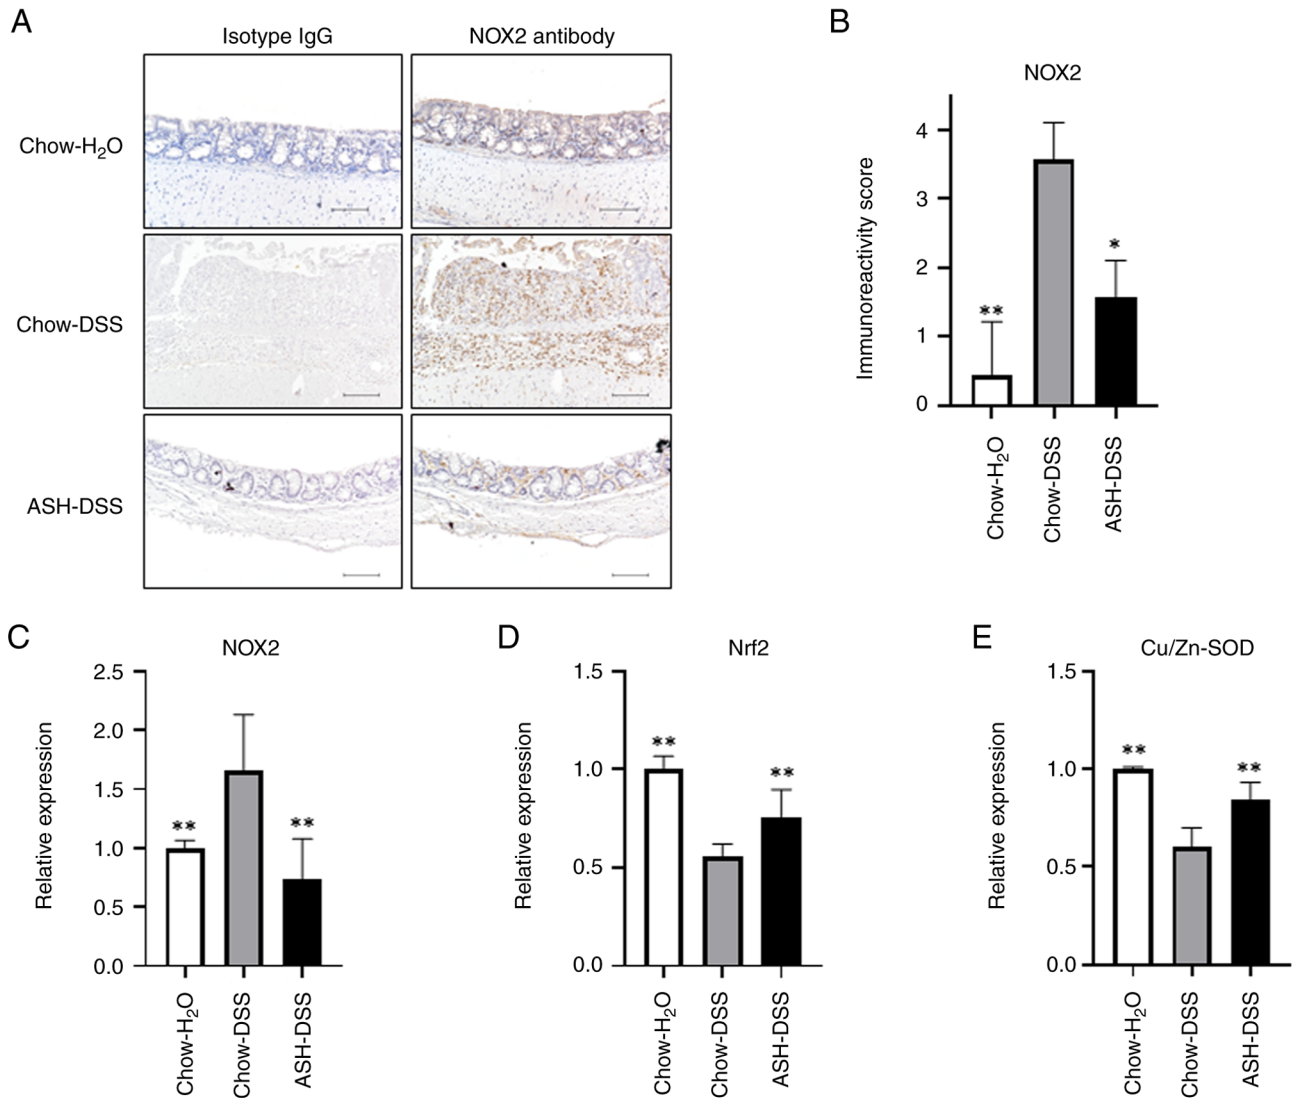 A
Isotype IgG
NOX2 antibody
Chow-H₂O
Chow-DSS
ASH-DSS
B
NOX2
Immunoreactivity score
4
3
2
1
0
**
*
Chow-H₂O
Chow-DSS
ASH-DSS
C
NOX2
Relative expression
2.5
2.0
1.5
1.0
0.5
0.0
**
**
Chow-H₂O
Chow-DSS
ASH-DSS
D
Nrf2
Relative expression
1.5
1.0
0.5
0.0
**
**
Chow-H₂O
Chow-DSS
ASH-DSS
E
Cu/Zn-SOD
Relative expression
1.5
1.0
0.5
0.0
**
**
Chow-H₂O
Chow-DSS
ASH-DSS